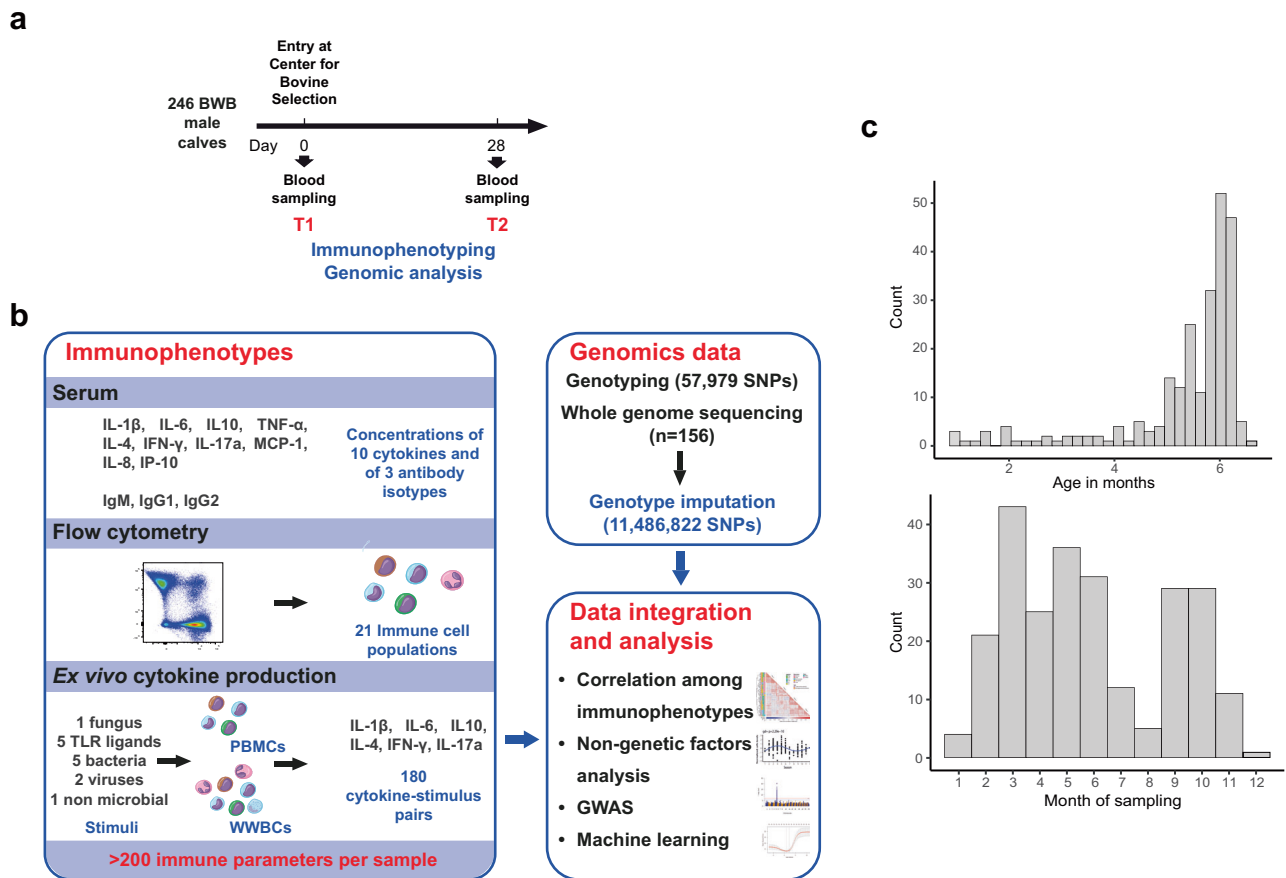 a
Entry at
Center for
Bovine
Selection
246 BWB
male
calves
Day 0 28
Blood
sampling
Blood
sampling
T1 T2
Immunophenotyping
Genomic analysis
b
Immunophenotypes
Serum
IL-1β, IL-6, IL10, TNF-α,
IL-4, IFN-γ, IL-17a, MCP-1,
IL-8, IP-10
IgM, IgG1, IgG2
Concentrations of
10 cytokines and
of 3 antibody
isotypes
Flow cytometry
21 Immune cell
populations
Ex vivo cytokine production
1 fungus
5 TLR ligands
5 bacteria
2 viruses
1 non microbial
Stimuli
PBMCs
WWBCs
IL-1β, IL-6, IL10,
IL-4, IFN-γ, IL-17a
180
cytokine-stimulus
pairs
>200 immune parameters per sample
Genomics data
Genotyping (57,979 SNPs)
Whole genome sequencing
(n=156)
Genotype imputation
(11,486,822 SNPs)
Data integration
and analysis
• Correlation among
immunophenotypes
• Non-genetic factors
analysis
• GWAS
• Machine learning
c
Count
50
40
30
20
10
0
2 4 6
Age in months
Count
40
30
20
10
0
1 2 3 4 5 6 7 8 9 10 11 12
Month of sampling